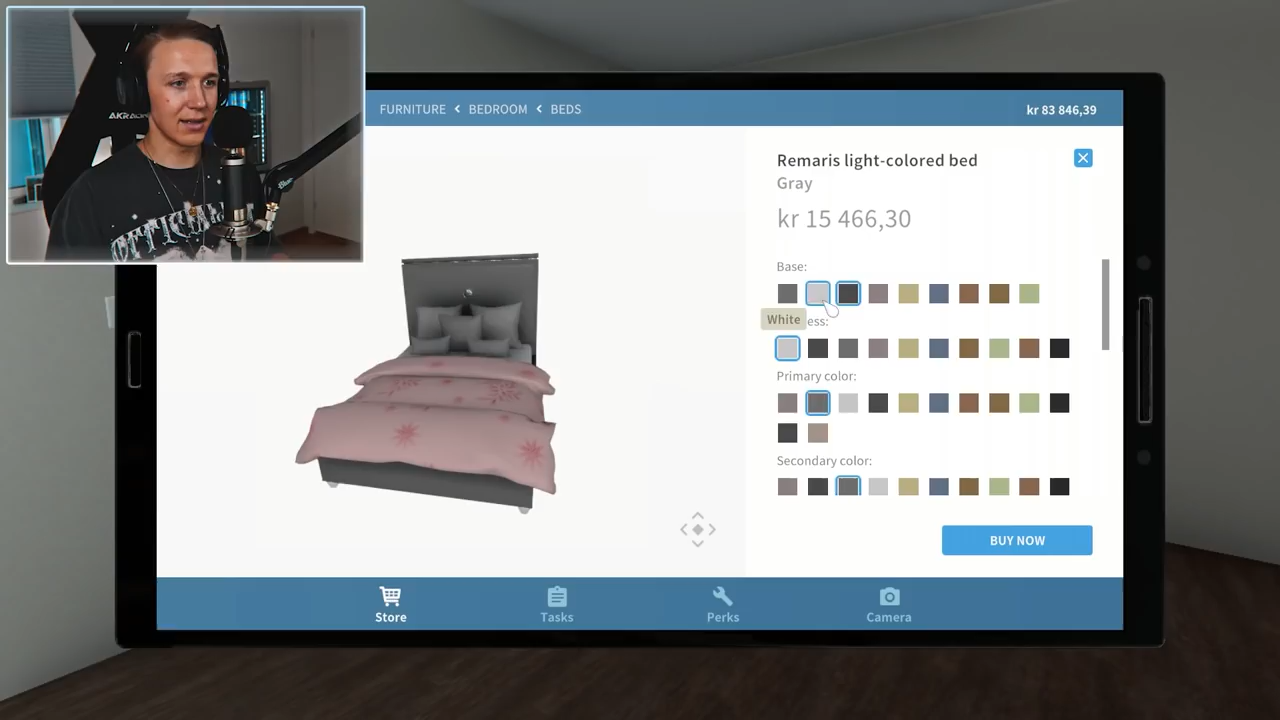 FURNITURE < BEDROOM < BEDS
kr 83 846,39
Remaris light-colored bed
Gray
kr 15 466,30
Base:
White
ess:
Primary color:
Secondary color:
BUY NOW
Store
Tasks
Perks
Camera